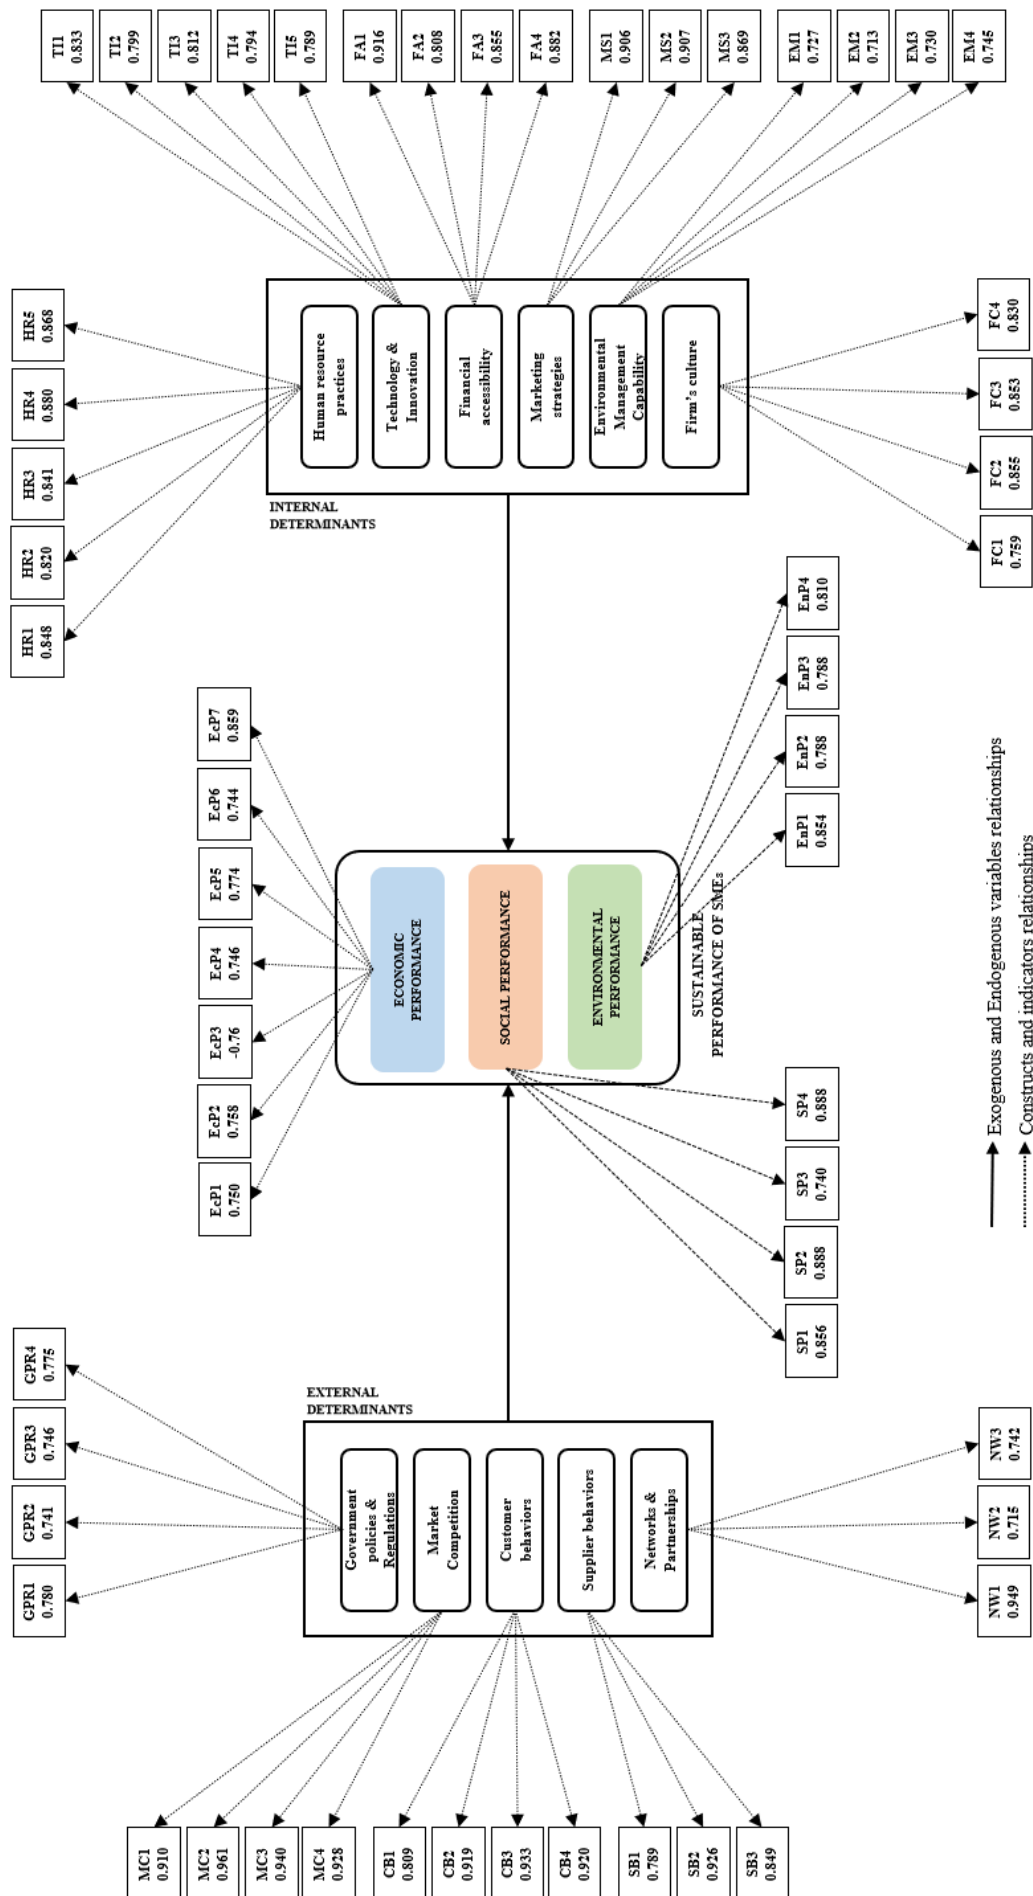 MC1
0.910
MC2
0.961
MC3
0.940
MC4
0.928
CB1
0.809
CB2
0.919
CB3
0.933
CB4
0.920
SB1
0.789
SB2
0.926
SB3
0.849
GPR1
0.780
GPR2
0.741
GPR3
0.746
GPR4
0.775
EXTERNAL
DETERMINANTS
Government
policies &
Regulations
Market
Competition
Customer
behaviors
Supplier behaviors
Networks &
Partnerships
NW1
0.949
NW2
0.715
NW3
0.742
EcP1
0.750
EcP2
0.758
EcP3
-0.76
EcP4
0.746
EcP5
0.774
EcP6
0.744
EcP7
0.859
ECONOMIC
PERFORMANCE
SOCIAL PERFORMANCE
ENVIRONMENTAL
PERFORMANCE
SUSTAINABLE
PERFORMANCE OF SMEs
SP1
0.856
SP2
0.888
SP3
0.740
SP4
0.888
EnP1
0.854
EnP2
0.788
EnP3
0.788
EnP4
0.810
HR1
0.848
HR2
0.820
HR3
0.841
HR4
0.880
HR5
0.868
INTERNAL
DETERMINANTS
Human resource
practices
Technology &
Innovation
Financial
accessibility
Marketing
strategies
Environmental
Management
Capability
Firm's culture
TI1
0.833
TI2
0.799
TI3
0.812
TI4
0.794
TI5
0.789
FA1
0.916
FA2
0.808
FA3
0.855
FA4
0.882
MS1
0.906
MS2
0.907
MS3
0.869
EM1
0.727
EM2
0.713
EM3
0.730
EM4
0.745
FC1
0.759
FC2
0.855
FC3
0.853
FC4
0.830
Exogenous and Endogenous variables relationships
Constructs and indicators relationships